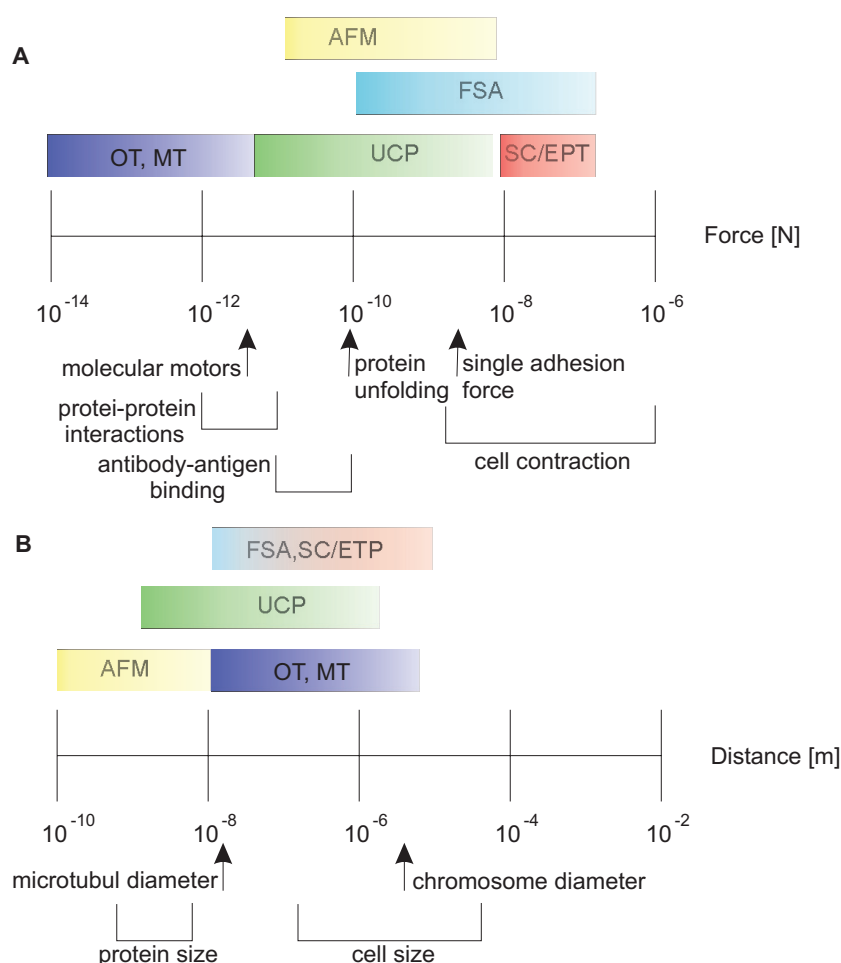 A
AFM
FSA
OT, MT
UCP
SC/EPT
Force [N]
10^-14
10^-12
10^-10
10^-8
10^-6
molecular motors
protein
unfolding
single adhesion
force
protei-protein
interactions
cell contraction
antibody-antigen
binding
B
FSA,SC/ETP
UCP
AFM
OT, MT
Distance [m]
10^-10
10^-8
10^-6
10^-4
10^-2
microtubul diameter
chromosome diameter
protein size
cell size